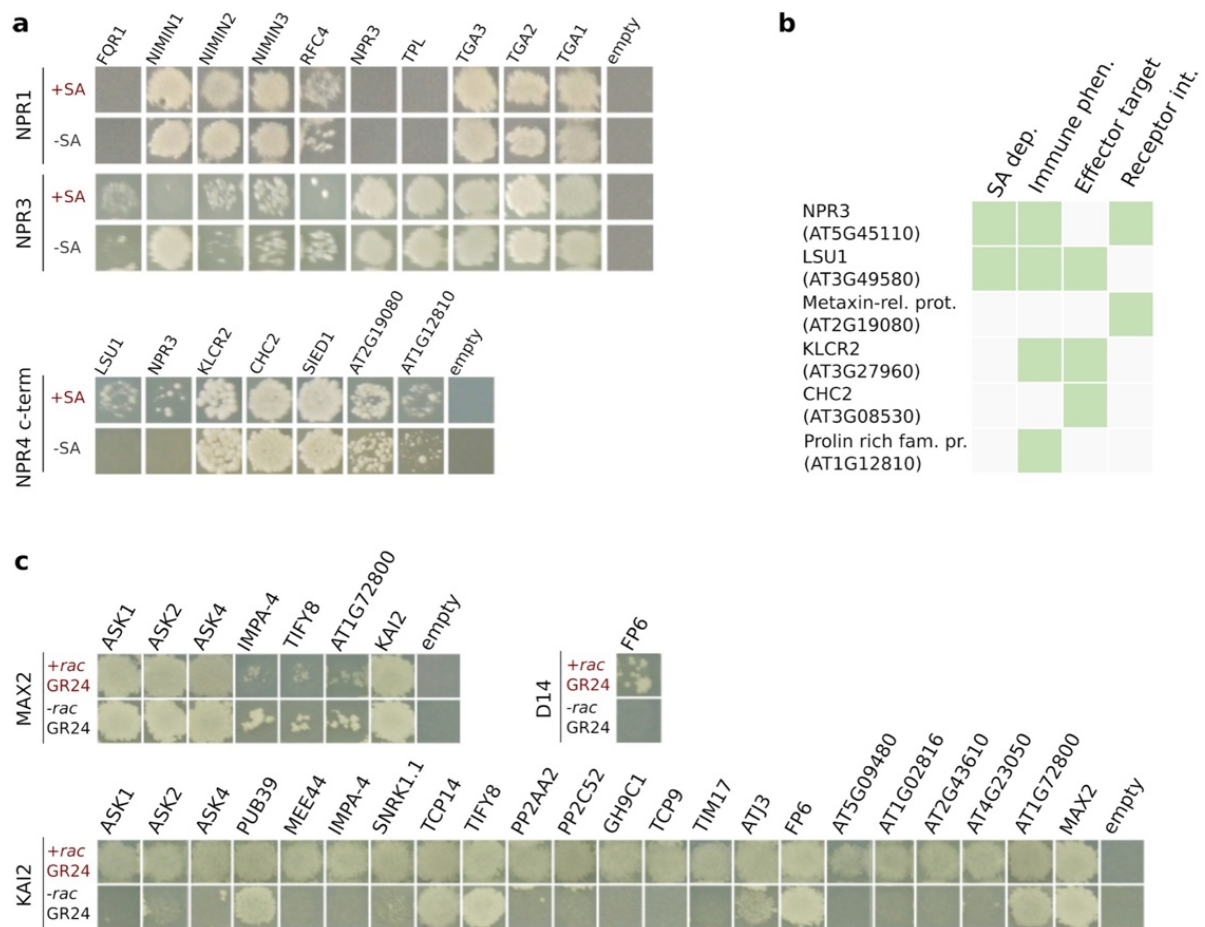 a
FQR1 NIMIN1 NIMIN2 NIMIN3 RFC4 NPR3 TPL TGA3 TGA2 TGA1 empty
NPR1
+SA
-SA
NPR3
+SA
-SA
LSU1 NPR3 KLCR2 CHC2 SIED1 AT2G19080 AT1G12810 empty
NPR4 c-term
+SA
-SA
b
SA dep. Immune phen. Effector target Receptor int.
NPR3
(AT5G45110)
LSU1
(AT3G49580)
Metaxin-rel. prot.
(AT2G19080)
KLCR2
(AT3G27960)
CHC2
(AT3G08530)
Prolin rich fam. pr.
(AT1G12810)
c
ASK1 ASK2 ASK4 IMPA-4 TIFY8 AT1G72800 KAI2 empty
MAX2
+rac
GR24
-rac
GR24
FP6
D14
+rac
GR24
-rac
GR24
ASK1 ASK2 ASK4 PUB39 MEE44 IMPA-4 SNRK1.1 TCP14 TIFY8 PP2AA2 PP2C52 GH9C1 TCP9 TIM17 ATJ3 FP6 AT5G09480 AT1G02816 AT2G43610 AT4G23050 AT1G72800 MAX2 empty
KAI2
+rac
GR24
-rac
GR24